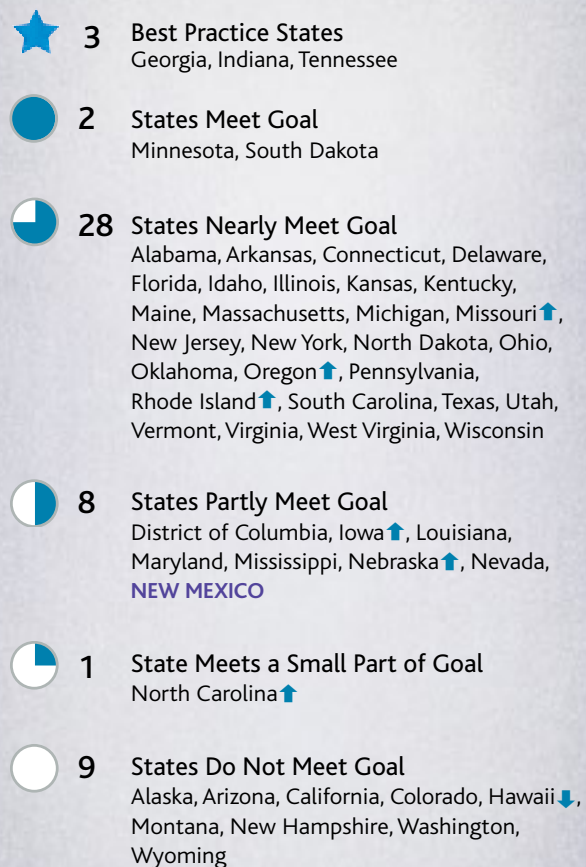 3 Best Practice States
Georgia, Indiana, Tennessee
2 States Meet Goal
Minnesota, South Dakota
28 States Nearly Meet Goal
Alabama, Arkansas, Connecticut, Delaware,
Florida, Idaho, Illinois, Kansas, Kentucky,
Maine, Massachusetts, Michigan, Missouri⬆,
New Jersey, New York, North Dakota, Ohio,
Oklahoma, Oregon⬆, Pennsylvania,
Rhode Island⬆, South Carolina, Texas, Utah,
Vermont, Virginia, West Virginia, Wisconsin
8 States Partly Meet Goal
District of Columbia, Iowa⬆, Louisiana,
Maryland, Mississippi, Nebraska⬆, Nevada,
NEW MEXICO
1 State Meets a Small Part of Goal
North Carolina⬆
9 States Do Not Meet Goal
Alaska, Arizona, California, Colorado, Hawaii⬇,
Montana, New Hampshire, Washington,
Wyoming